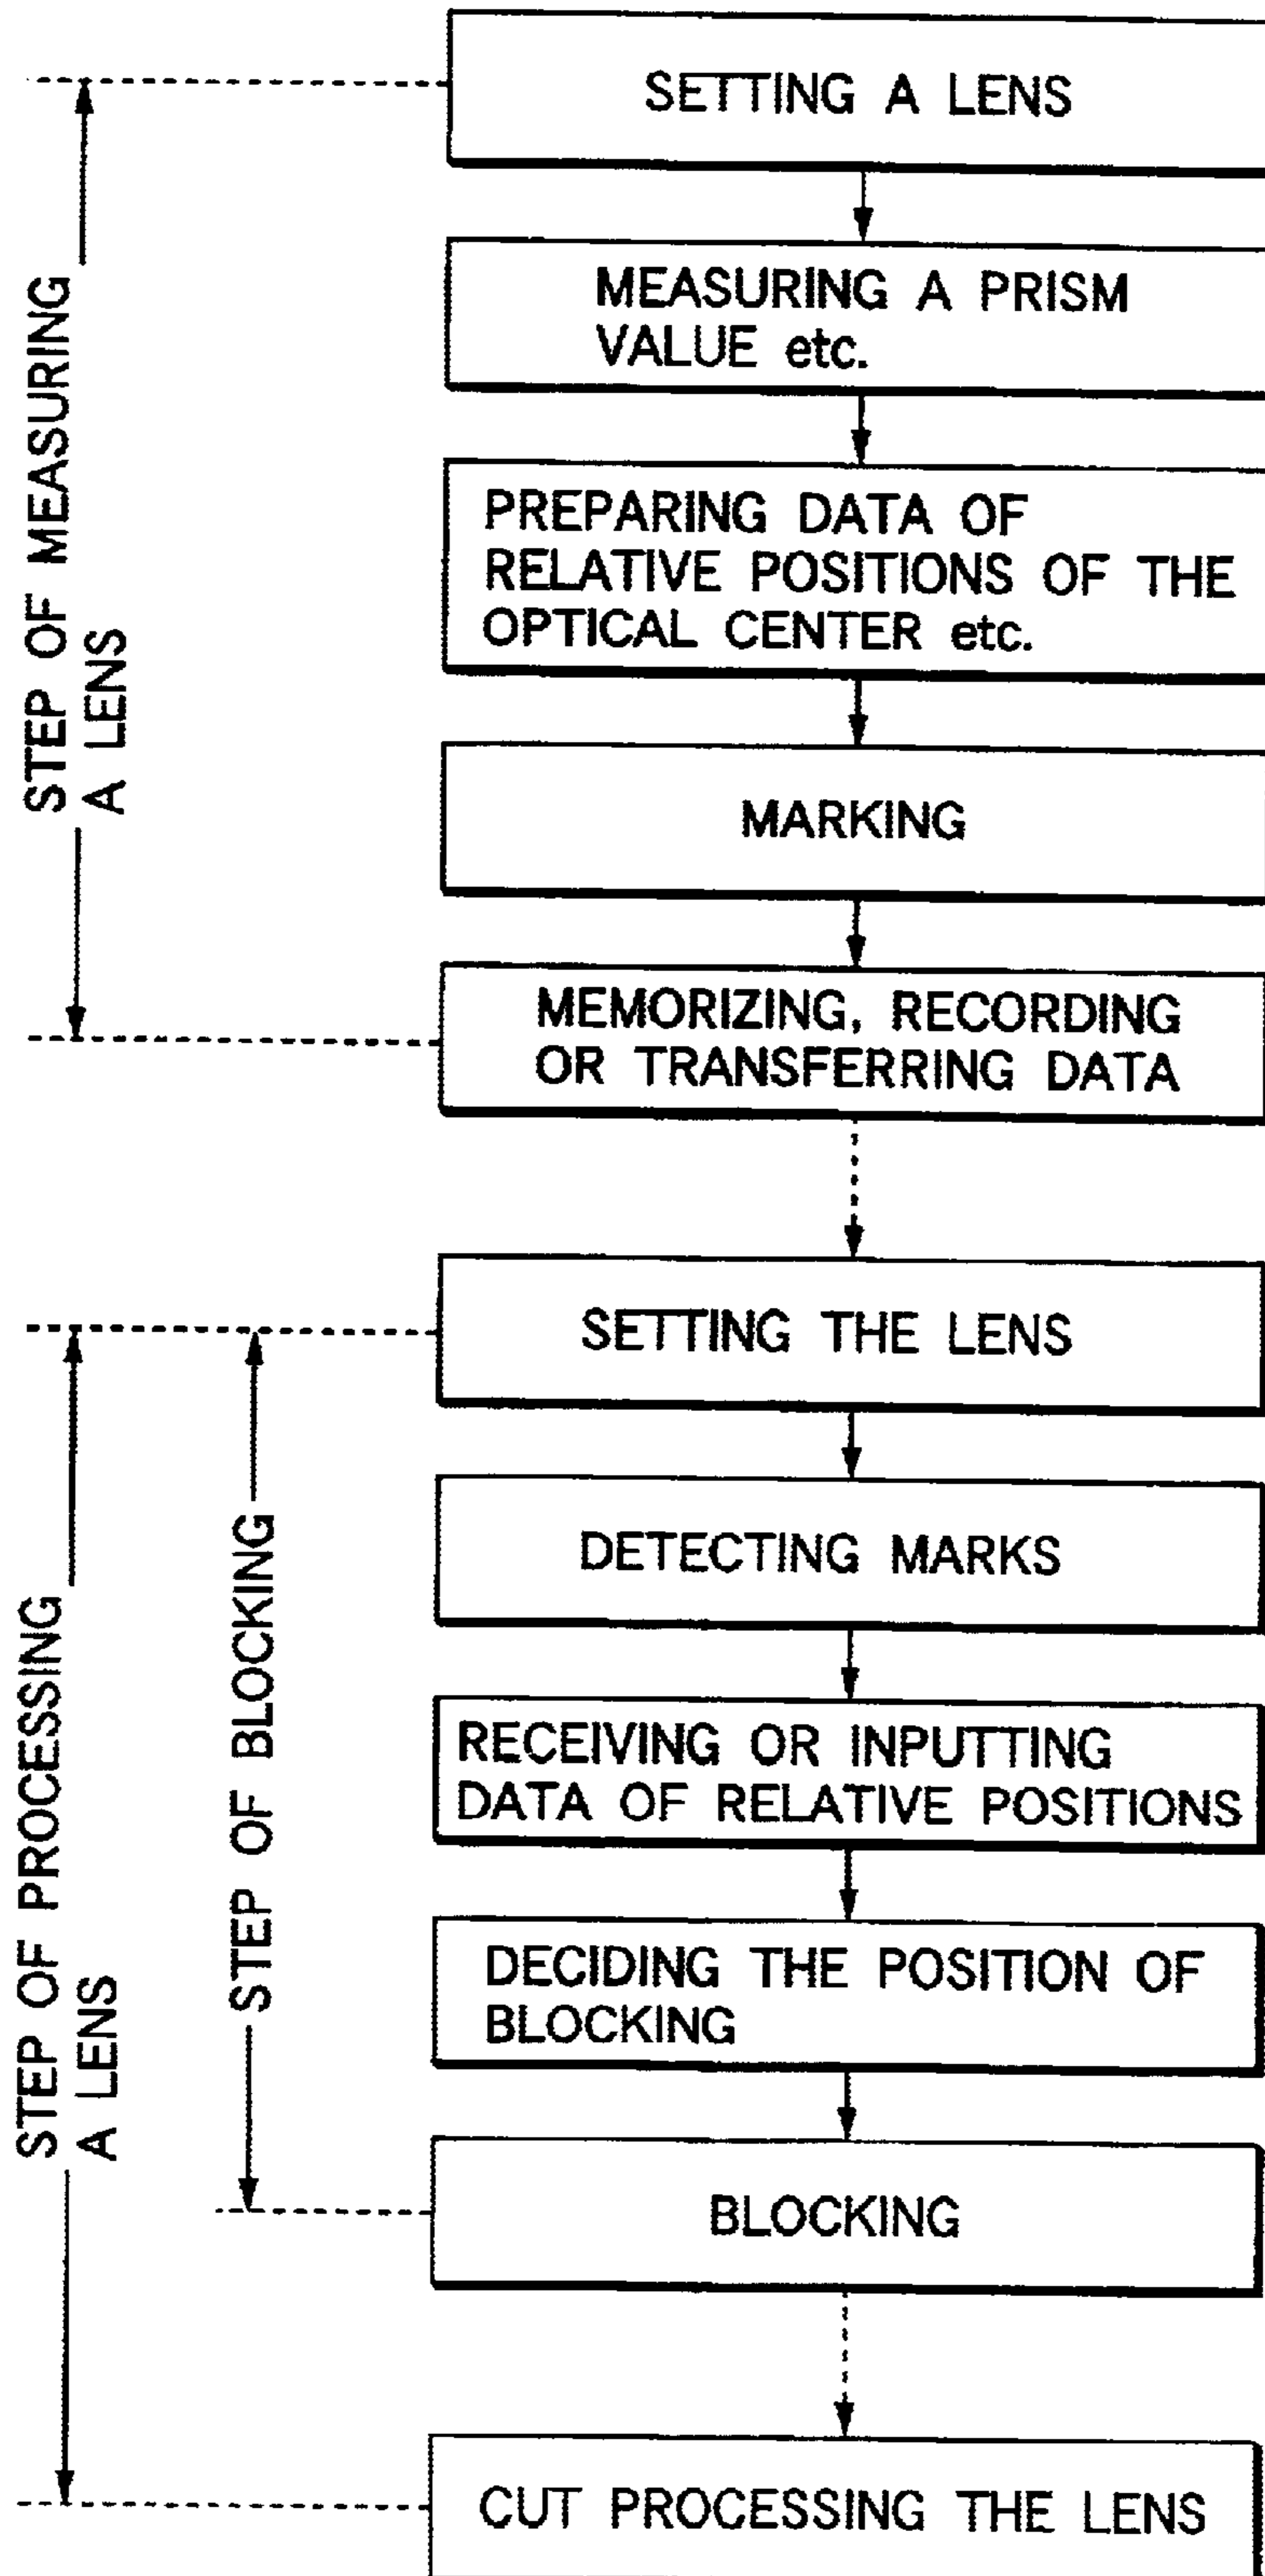 SETTING A LENS
MEASURING A PRISM
VALUE etc.
PREPARING DATA OF
RELATIVE POSITIONS OF THE
OPTICAL CENTER etc.
MARKING
MEMORIZING, RECORDING
OR TRANSFERRING DATA
STEP OF MEASURING
A LENS
SETTING THE LENS
DETECTING MARKS
RECEIVING OR INPUTTING
DATA OF RELATIVE POSITIONS
DECIDING THE POSITION OF
BLOCKING
BLOCKING
CUT PROCESSING THE LENS
STEP OF BLOCKING
STEP OF PROCESSING
A LENS